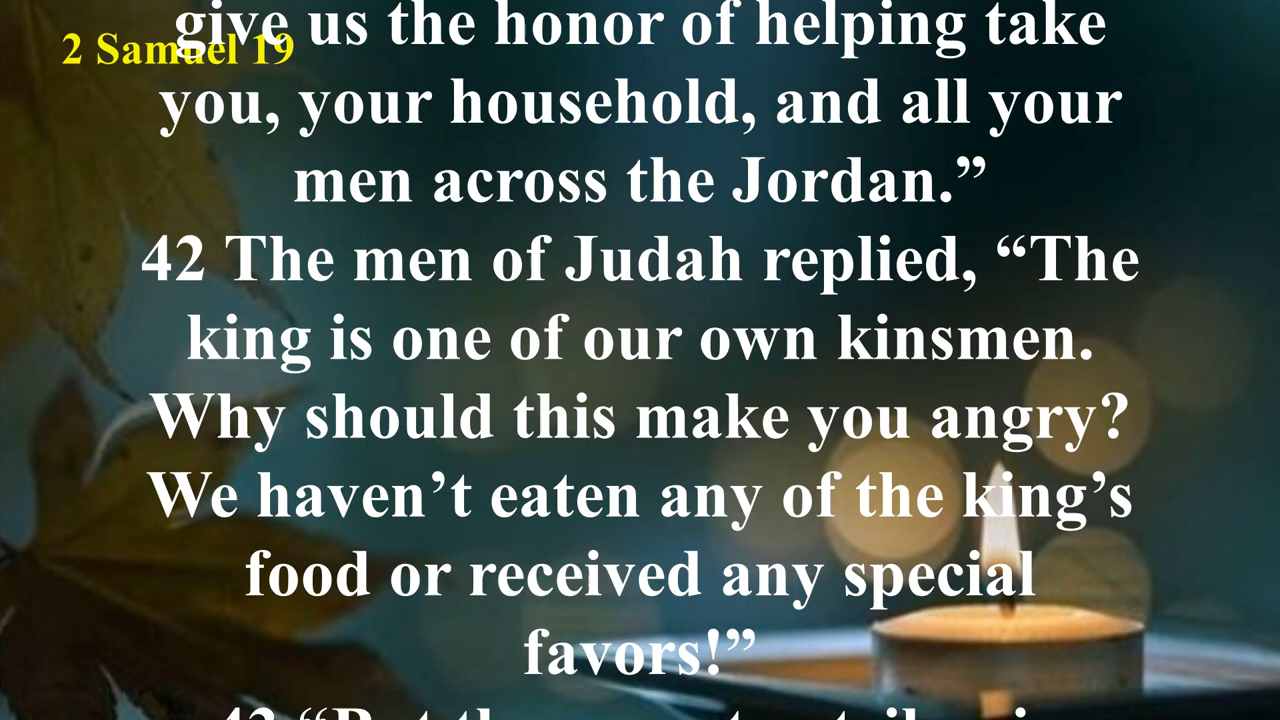 2 Samuel 19
give us the honor of helping take
you, your household, and all your
men across the Jordan.”
42 The men of Judah replied, “The
king is one of our own kinsmen.
Why should this make you angry?
We haven’t eaten any of the king’s
food or received any special
favors!”
43 “But